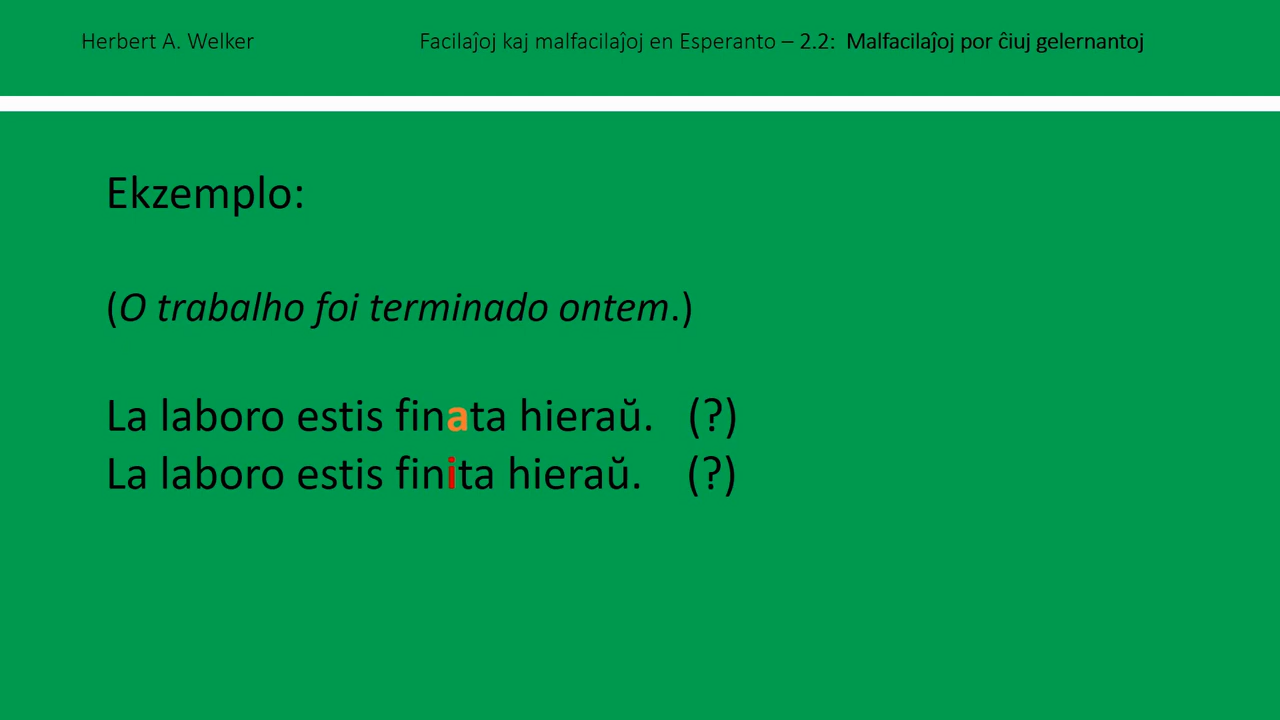 Herbert A. Welker
Facilaĵoj kaj malfacilaĵoj en Esperanto – 2.2: Malfacilaĵoj por ĉiuj gelernantoj
Ekzemplo:
(O trabalho foi terminado ontem.)
La laboro estis finata hieraŭ. (?)
La laboro estis finita hieraŭ. (?)